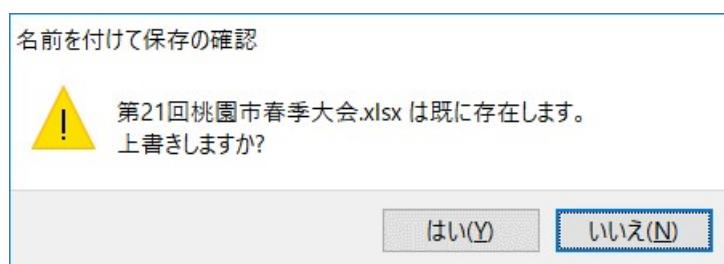 名前を付けて保存の確認
第21回桃園市春季大会.xlsx は既に存在します。
上書きしますか?
はい(Y)
いいえ(N)